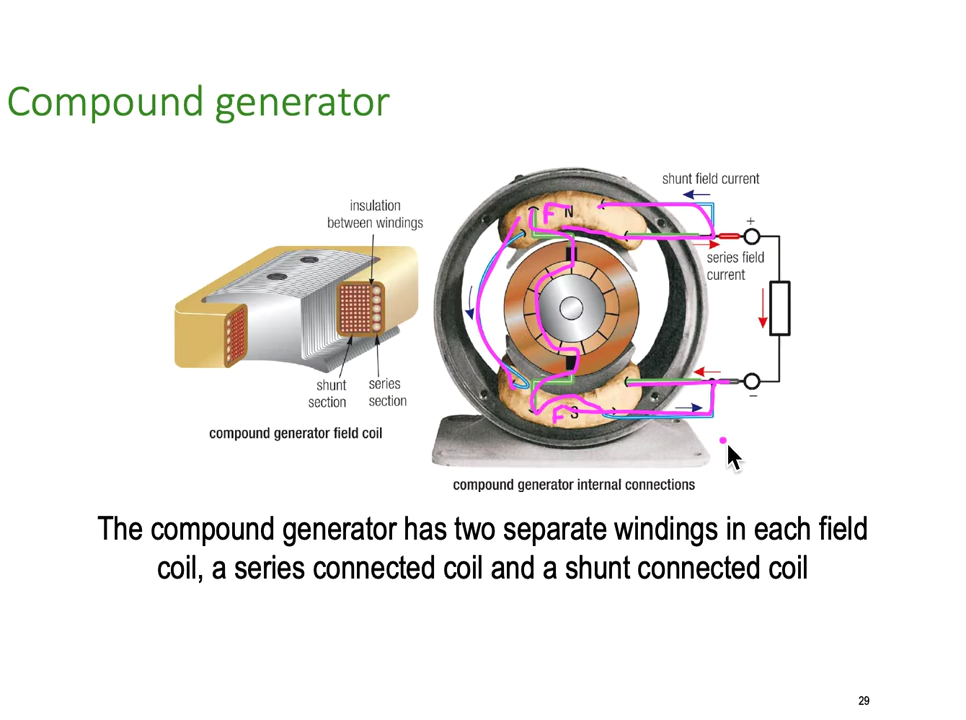 Compound generator
insulation
between windings
shunt
section
series
section
compound generator field coil
shunt field current
+
series field
current
F N
F S
−
compound generator internal connections
The compound generator has two separate windings in each field
coil, a series connected coil and a shunt connected coil
29